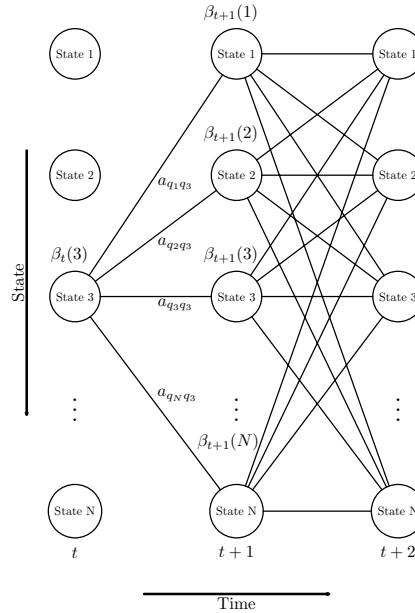 β_{t+1}(1)
State 1 State 1 State 1
β_{t+1}(2)
State 2 State 2 State 2
a_{q_1q_3}
β_t(3) a_{q_2q_3} β_{t+1}(3)
State 3 State 3 State 3
a_{q_3q_3}
a_{q_Nq_3}
⋮ ⋮ ⋮
β_{t+1}(N)
State N State N State N
t t + 1 t + 2
State
Time